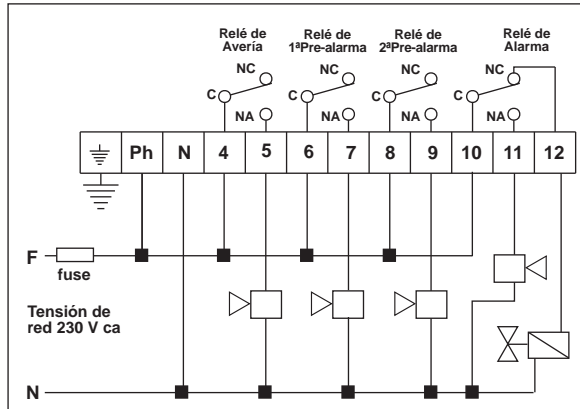 Relé de Avería
Relé de 1ªPre-alarma
Relé de 2ªPre-alarma
Relé de Alarma
NC NC NC NC
C C C C
NA NA NA NA
Ph N 4 5 6 7 8 9 10 11 12
F
fuse
Tensión de
red 230 V ca
N